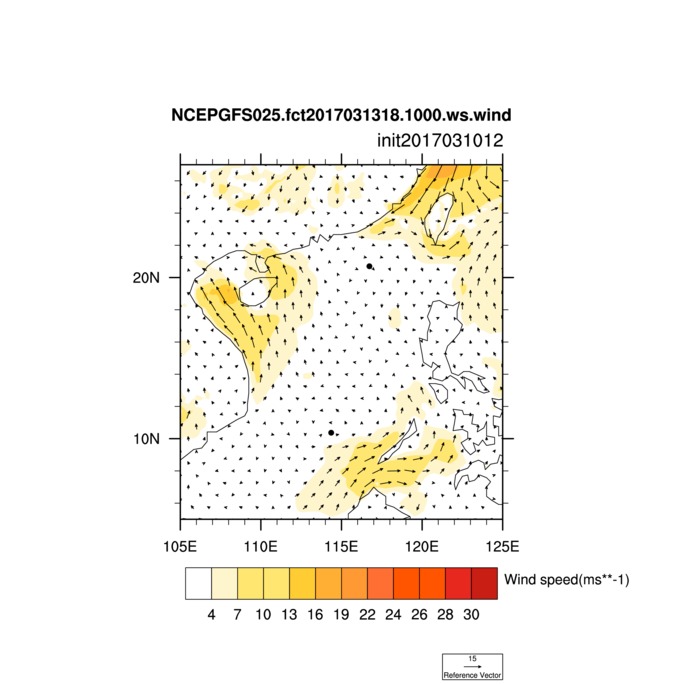 NCEPGFS025.fct2017031318.1000.ws.wind
init2017031012
20N
10N
105E 110E 115E 120E 125E
Wind speed(ms**-1)
4 7 10 13 16 19 22 24 26 28 30
15
Reference Vector